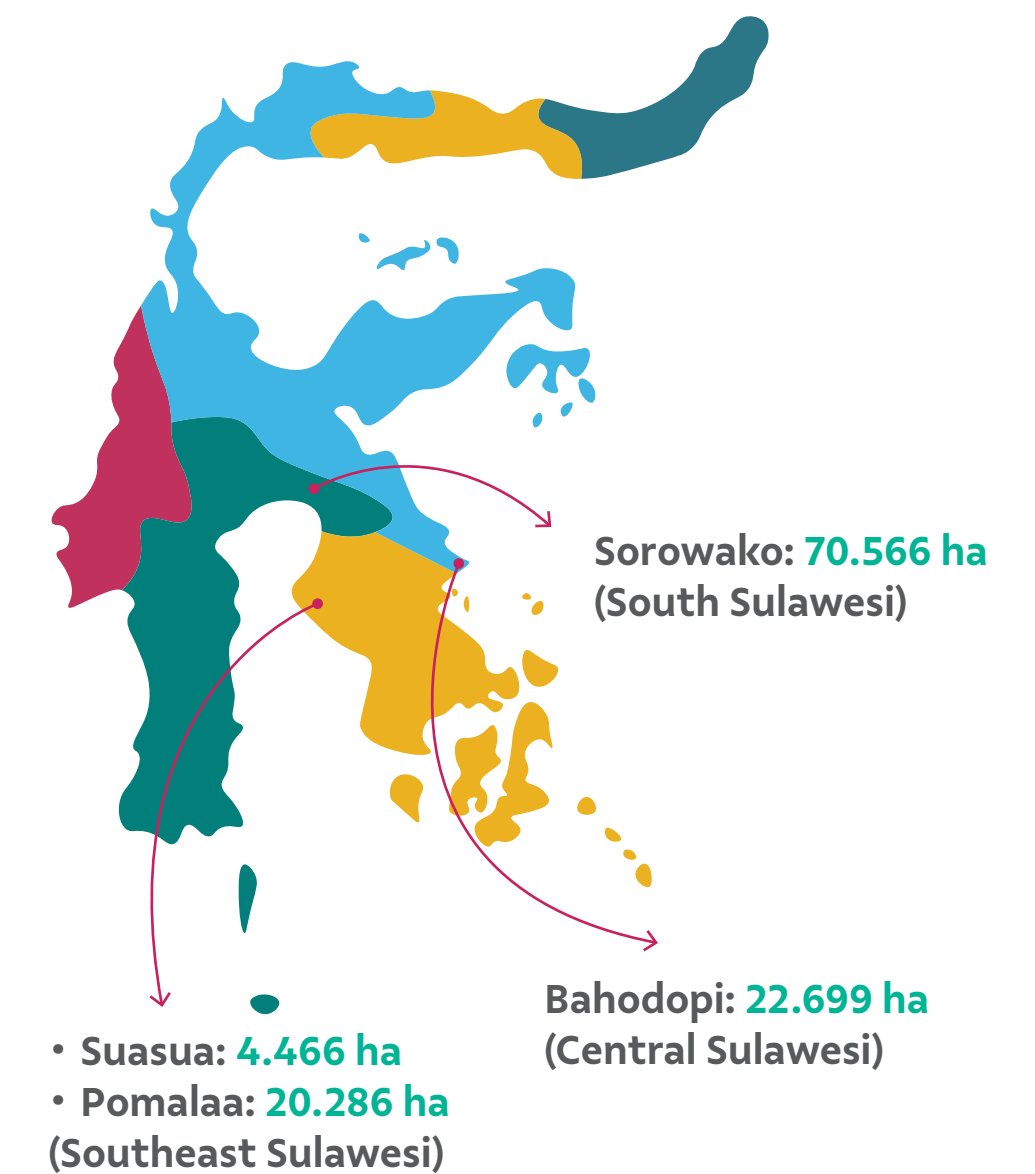 Sorowako: 70.566 ha
(South Sulawesi)
Bahodopi: 22.699 ha
(Central Sulawesi)
• Suasua: 4.466 ha
• Pomalaa: 20.286 ha
(Southeast Sulawesi)